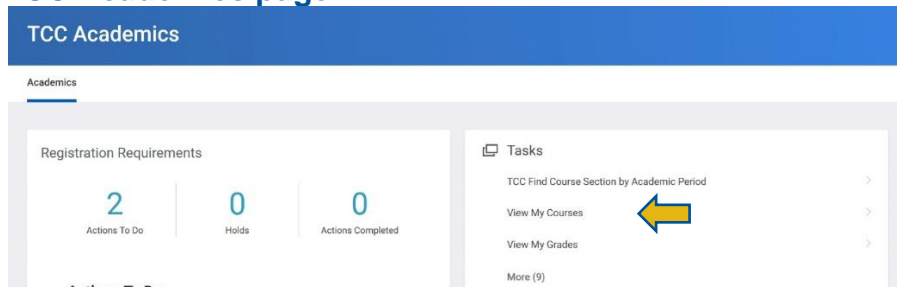 TCC Academics
Academics
Registration Requirements
2
Actions To Do
0
Holds
0
Actions Completed
Tasks
TCC Find Course Section by Academic Period
View My Courses
View My Grades
More (9)